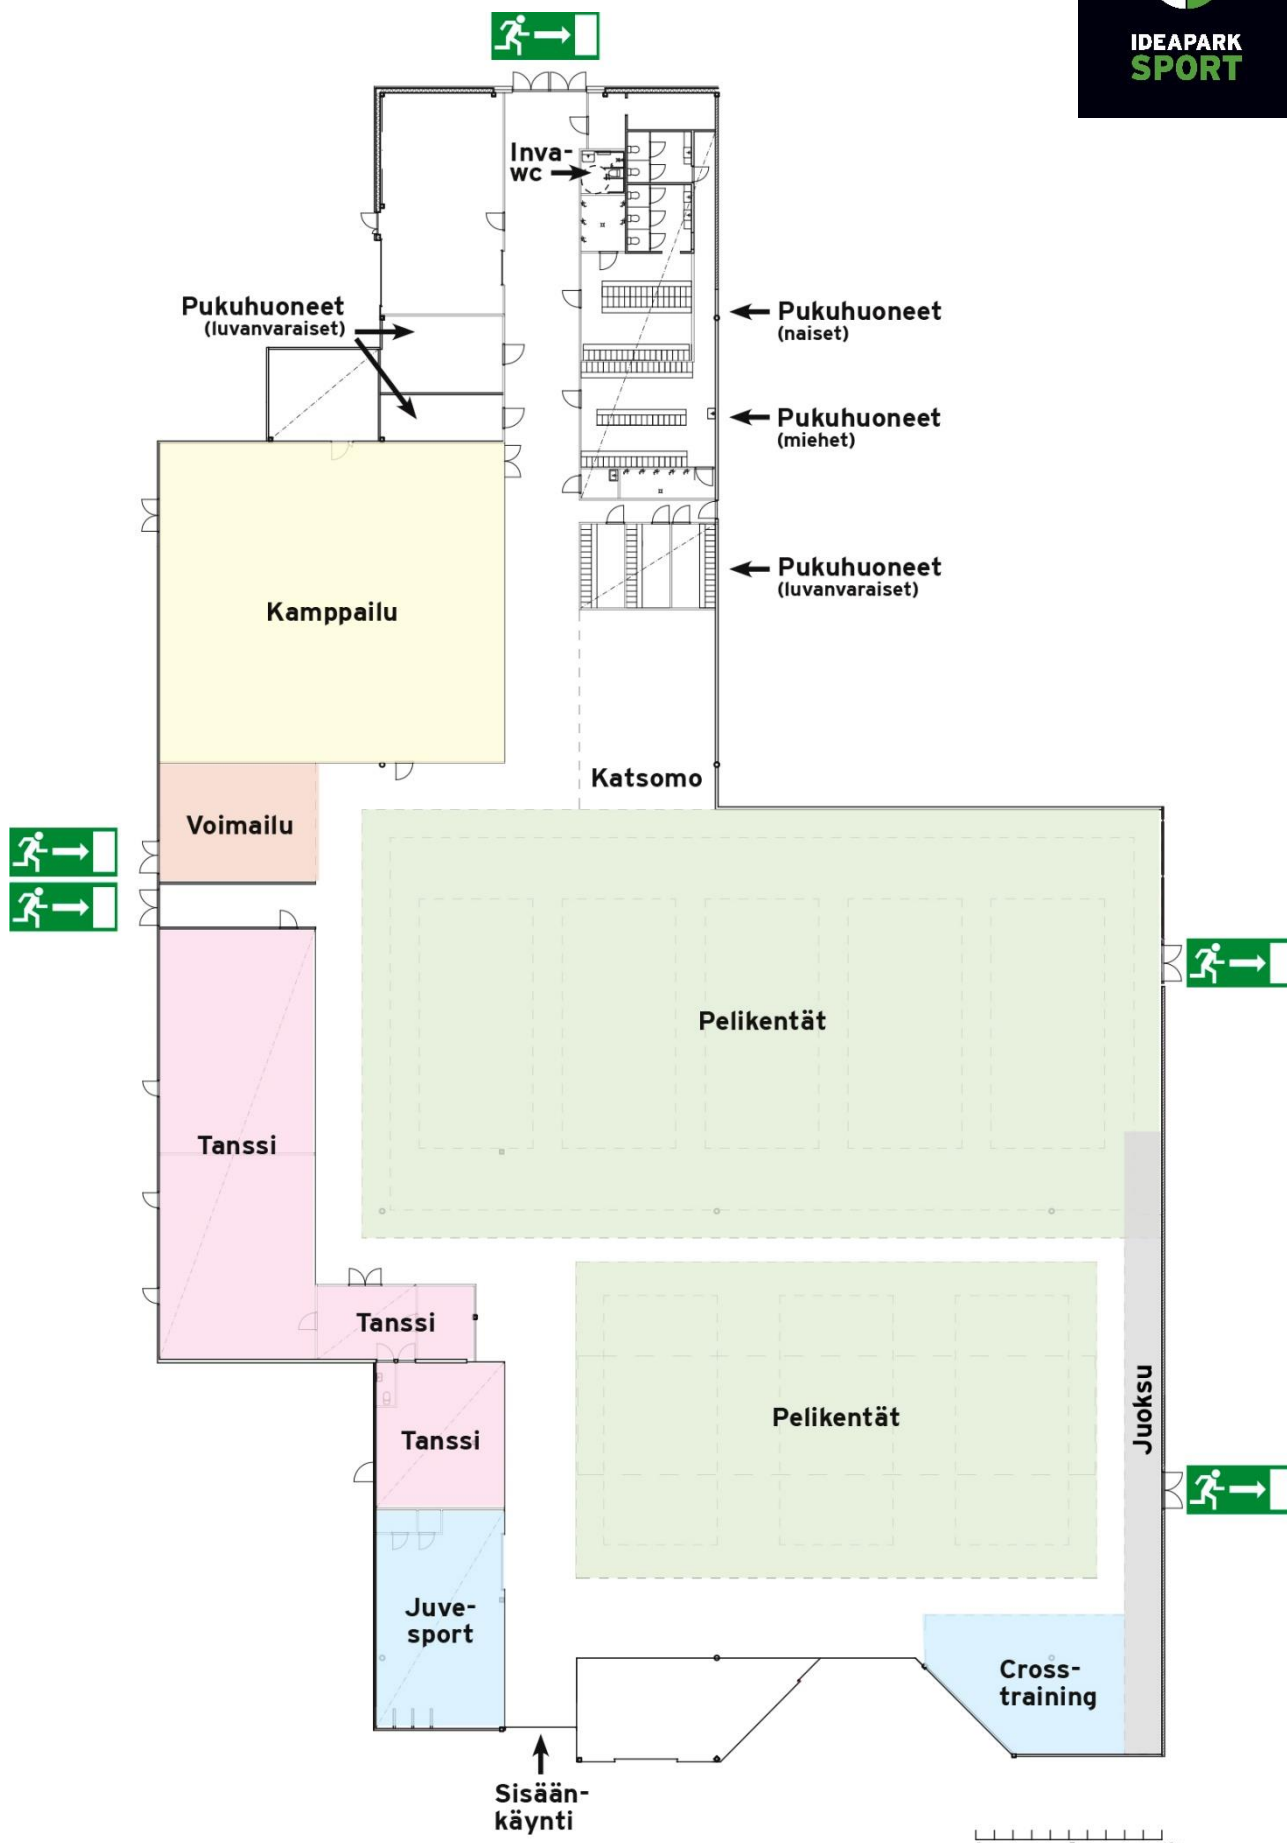 IDEAPARK
SPORT
Inva-
wc
Pukuhuoneet
(luvanvaraiset)
Pukuhuoneet
(naiset)
Pukuhuoneet
(miehet)
Pukuhuoneet
(luvanvaraiset)
Kamppailu
Katsomo
Voimailu
Pelikentät
Tanssi
Tanssi
Juoksu
Pelikentät
Tanssi
Juve-
sport
Cross-
training
Sisään-
käynti